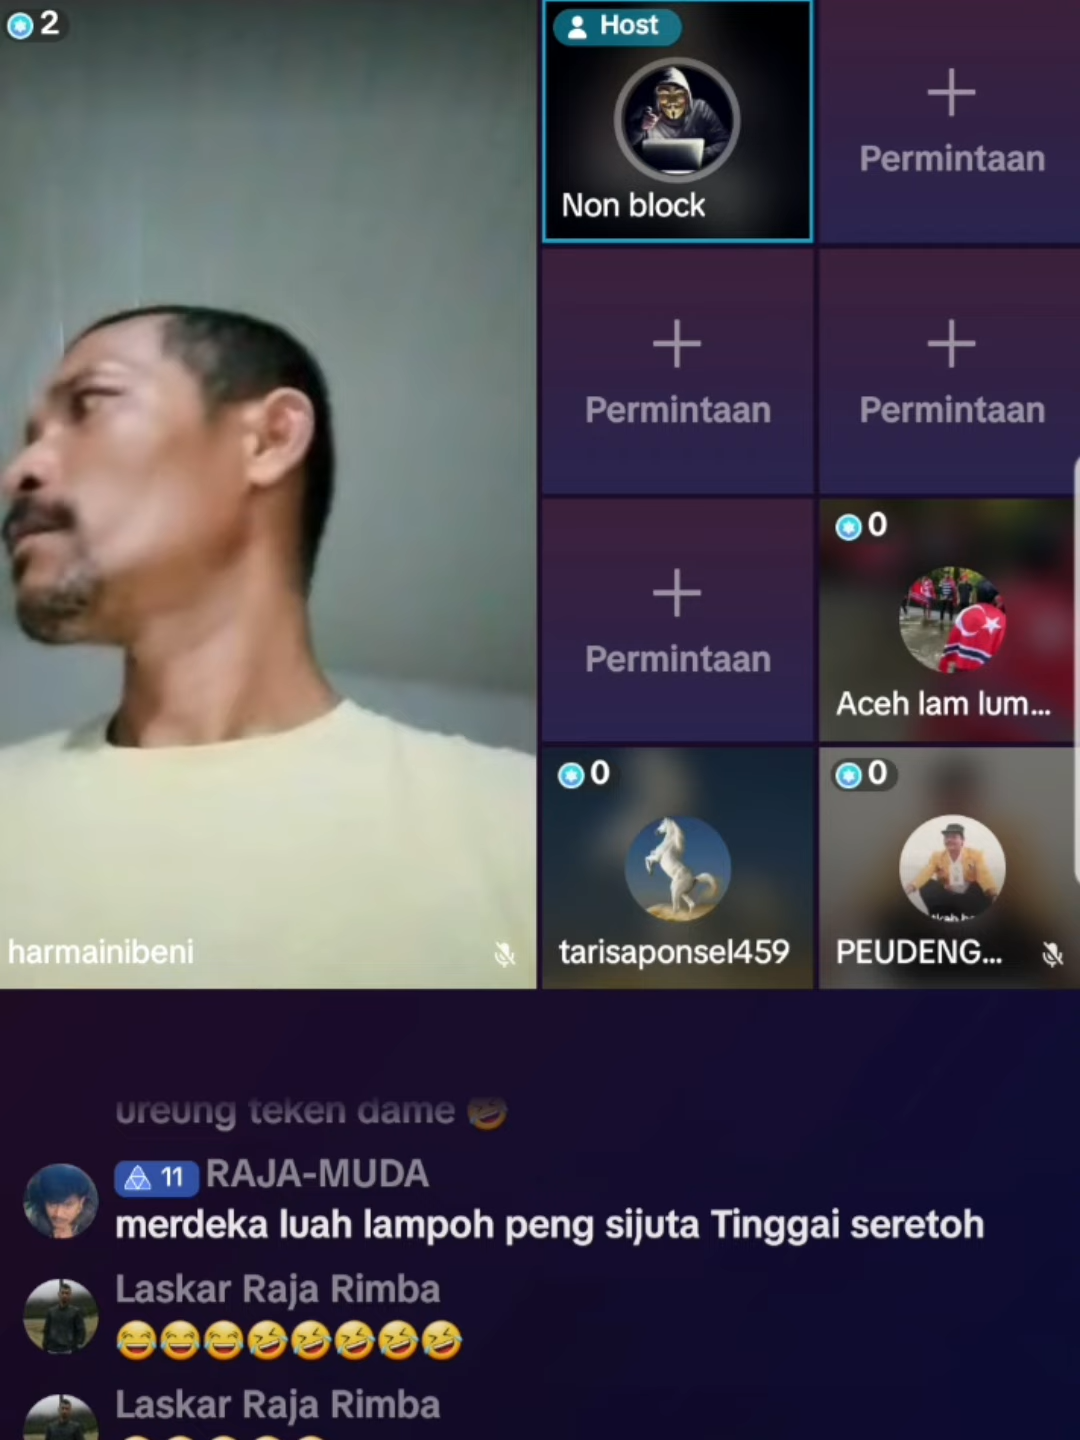 2
Host
Non block
Permintaan
Permintaan
Permintaan
Permintaan
0
Aceh lam lum...
harmainibeni
0
tarisaponsel459
0
PEUDENG...
ureung teken dame 🤣
11 RAJA-MUDA
merdeka luah lampoh peng sijuta Tinggai seretoh
Laskar Raja Rimba
😂😂😂🤣🤣🤣🤣🤣
Laskar Raja Rimba